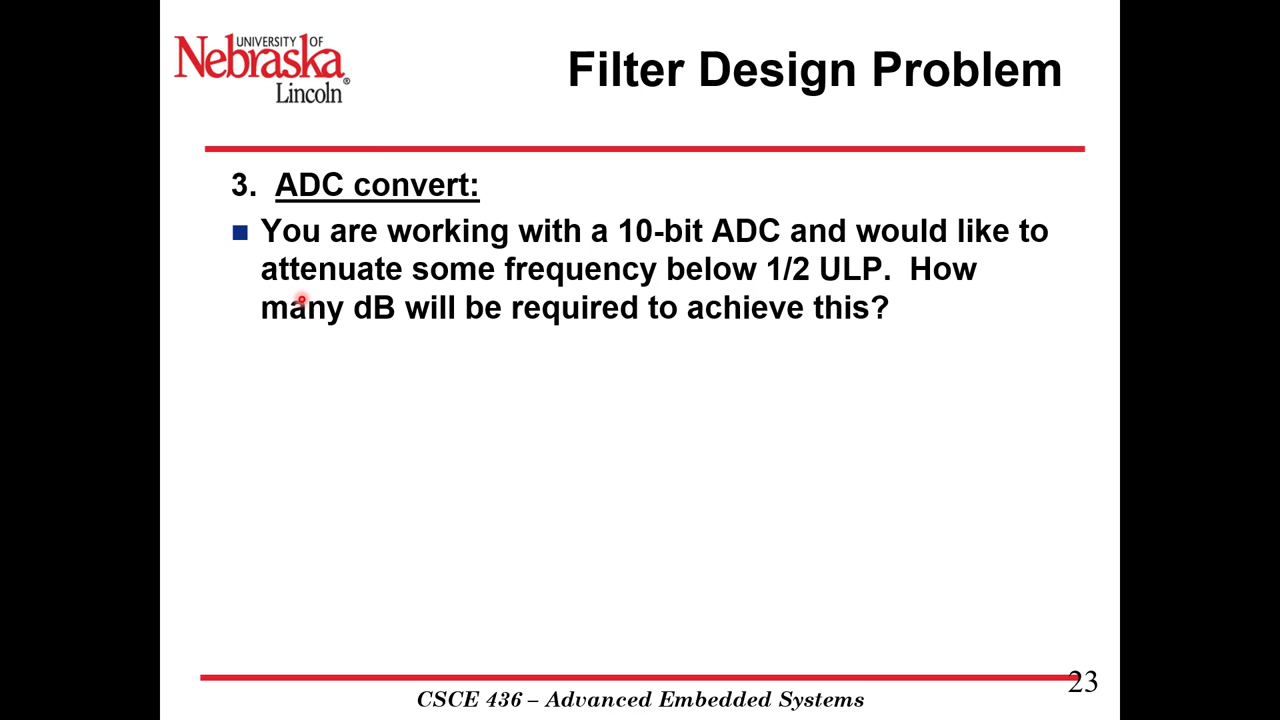 UNIVERSITY OF
Nebraska®
Lincoln
Filter Design Problem
3. ADC convert:
You are working with a 10-bit ADC and would like to
attenuate some frequency below 1/2 ULP. How
many dB will be required to achieve this?
CSCE 436 – Advanced Embedded Systems
23